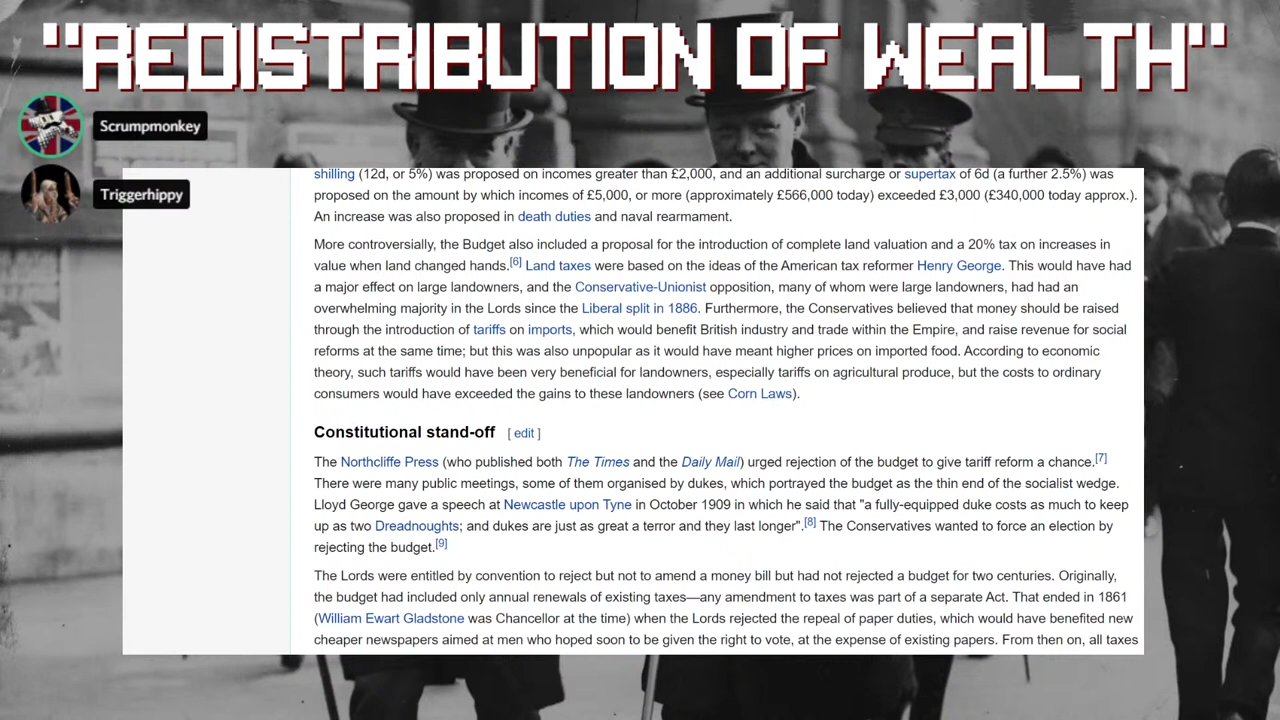 "REDISTRIBUTION OF WEALTH"
Scrumpmonkey
Triggerhippy
shilling (12d, or 5%) was proposed on incomes greater than £2,000, and an additional surcharge or supertax of 6d (a further 2.5%) was
proposed on the amount by which incomes of £5,000, or more (approximately £566,000 today) exceeded £3,000 (£340,000 today approx.).
An increase was also proposed in death duties and naval rearmament.
More controversially, the Budget also included a proposal for the introduction of complete land valuation and a 20% tax on increases in
value when land changed hands.[6] Land taxes were based on the ideas of the American tax reformer Henry George. This would have had
a major effect on large landowners, and the Conservative-Unionist opposition, many of whom were large landowners, had had an
overwhelming majority in the Lords since the Liberal split in 1886. Furthermore, the Conservatives believed that money should be raised
through the introduction of tariffs on imports, which would benefit British industry and trade within the Empire, and raise revenue for social
reforms at the same time; but this was also unpopular as it would have meant higher prices on imported food. According to economic
theory, such tariffs would have been very beneficial for landowners, especially tariffs on agricultural produce, but the costs to ordinary
consumers would have exceeded the gains to these landowners (see Corn Laws).
Constitutional stand-off [ edit ]
The Northcliffe Press (who published both The Times and the Daily Mail) urged rejection of the budget to give tariff reform a chance.[7]
There were many public meetings, some of them organised by dukes, which portrayed the budget as the thin end of the socialist wedge.
Lloyd George gave a speech at Newcastle upon Tyne in October 1909 in which he said that "a fully-equipped duke costs as much to keep
up as two Dreadnoughts; and dukes are just as great a terror and they last longer".[8] The Conservatives wanted to force an election by
rejecting the budget.[9]
The Lords were entitled by convention to reject but not to amend a money bill but had not rejected a budget for two centuries. Originally,
the budget had included only annual renewals of existing taxes—any amendment to taxes was part of a separate Act. That ended in 1861
(William Ewart Gladstone was Chancellor at the time) when the Lords rejected the repeal of paper duties, which would have benefited new
cheaper newspapers aimed at men who hoped soon to be given the right to vote, at the expense of existing papers. From then on, all taxes